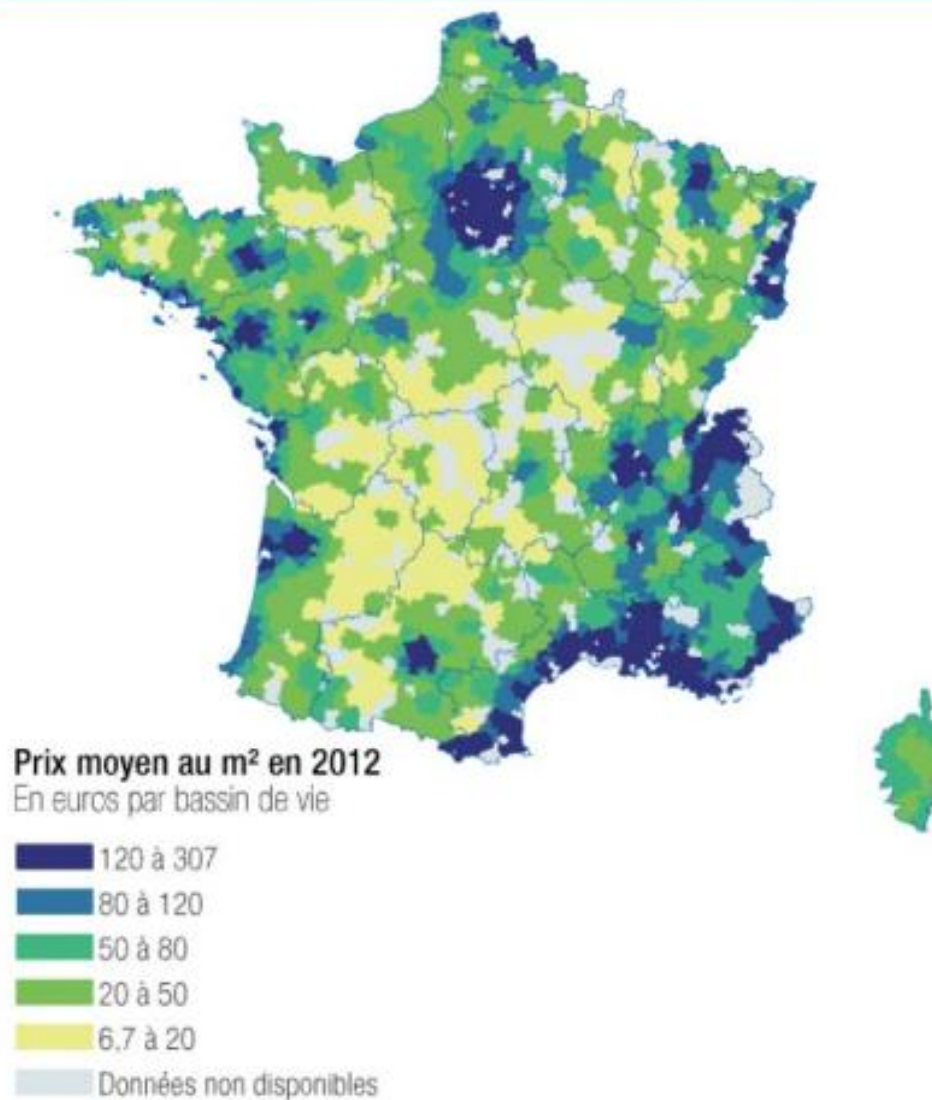 Prix moyen au m² en 2012
En euros par bassin de vie
120 à 307
80 à 120
50 à 80
20 à 50
6,7 à 20
Données non disponibles